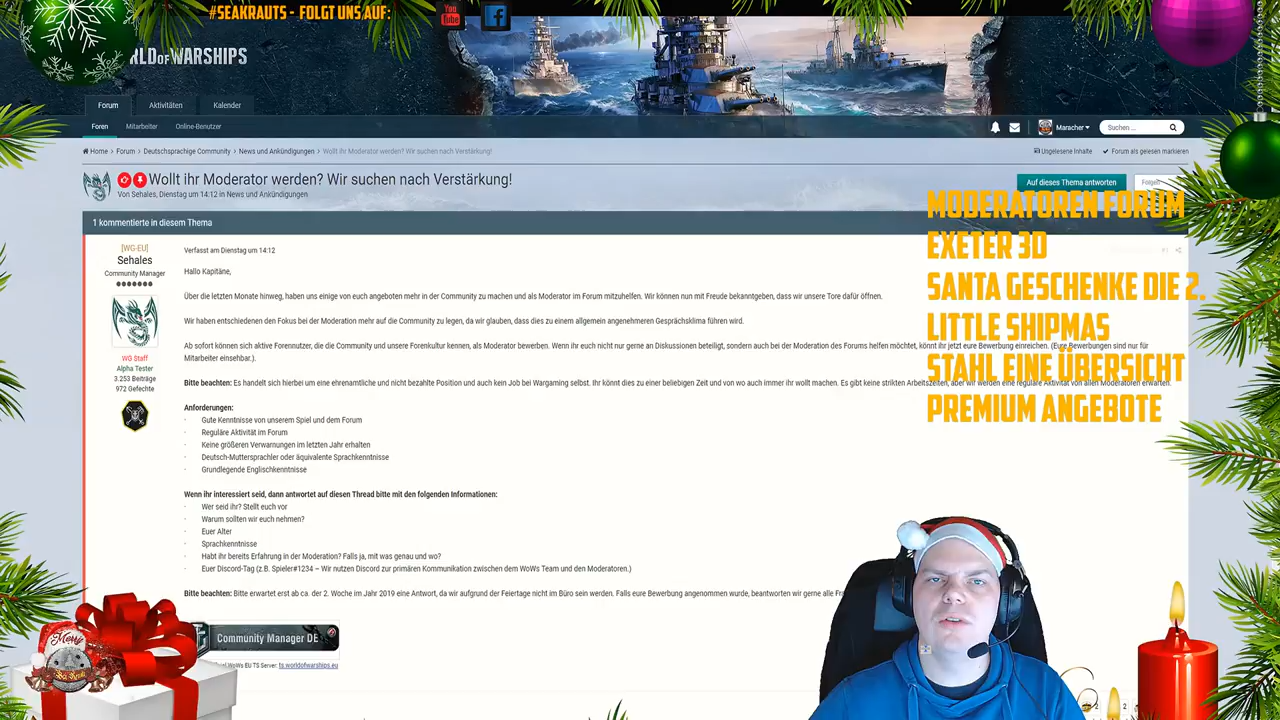 #SEAKRAUTS - FOLGT UNS AUF:
You Tube
RLD OF WARSHIPS
Forum Aktivitäten Kalender
Foren Mitarbeiter Online-Benutzer
Maracher
Suchen...
Home > Forum > Deutschsprachige Community > News und Ankündigungen > Wollt ihr Moderator werden? Wir suchen nach Verstärkung!
Ungelesene Inhalte Forum als gelesen markieren
Wollt ihr Moderator werden? Wir suchen nach Verstärkung!
Von Sehales, Dienstag um 14:12 in News und Ankündigungen
Auf dieses Thema antworten
Folgen
1 kommentierte in diesem Thema
MODERATOREN FORUM
EXETER 3D
SANTA GESCHENKE DIE 2.
LITTLE SHIPMAS
STAHL EINE ÜBERSICHT
PREMIUM ANGEBOTE
[WG-EU]
Sehales
Community Manager
WG Staff
Alpha Tester
3.253 Beiträge
972 Gefechte
Verfasst am Dienstag um 14:12
#1
Hallo Kapitäne,
Über die letzten Monate hinweg, haben uns einige von euch angeboten mehr in der Community zu machen und als Moderator im Forum mitzuhelfen. Wir können nun mit Freude bekanntgeben, dass wir unsere Tore dafür öffnen.
Wir haben entschiedenen den Fokus bei der Moderation mehr auf die Community zu legen, da wir glauben, dass dies zu einem allgemein angenehmeren Gesprächsklima führen wird.
Ab sofort können sich aktive Forennutzer, die die Community und unsere Forenkultur kennen, als Moderator bewerben. Wenn ihr euch nicht nur gerne an Diskussionen beteiligt, sondern auch bei der Moderation des Forums helfen möchtet, könnt ihr jetzt eure Bewerbung einreichen. (Eure Bewerbungen sind nur für
Mitarbeiter einsehbar.).
Bitte beachten: Es handelt sich hierbei um eine ehrenamtliche und nicht bezahlte Position und auch kein Job bei Wargaming selbst. Ihr könnt dies zu einer beliebigen Zeit und von wo auch immer ihr wollt machen. Es gibt keine strikten Arbeitszeiten, aber wir werden eine reguläre Aktivität von allen Moderatoren erwarten.
Anforderungen:
· Gute Kenntnisse von unserem Spiel und dem Forum
· Reguläre Aktivität im Forum
· Keine größeren Verwarnungen im letzten Jahr erhalten
· Deutsch-Muttersprachler oder äquivalente Sprachkenntnisse
· Grundlegende Englischkenntnisse
Wenn ihr interessiert seid, dann antwortet auf diesen Thread bitte mit den folgenden Informationen:
· Wer seid ihr? Stellt euch vor
· Warum sollten wir euch nehmen?
· Euer Alter
· Sprachkenntnisse
· Habt ihr bereits Erfahrung in der Moderation? Falls ja, mit was genau und wo?
· Euer Discord-Tag (z.B. Spieler#1234 – Wir nutzen Discord zur primären Kommunikation zwischen dem WoWs Team und den Moderatoren.)
Bitte beachten: Bitte erwartet erst ab ca. der 2. Woche im Jahr 2019 eine Antwort, da wir aufgrund der Feiertage nicht im Büro sein werden. Falls eure Bewerbung angenommen wurde, beantworten wir gerne alle
Community Manager DE
WoWs EU TS Server: ts.worldofwarships.eu
Merry